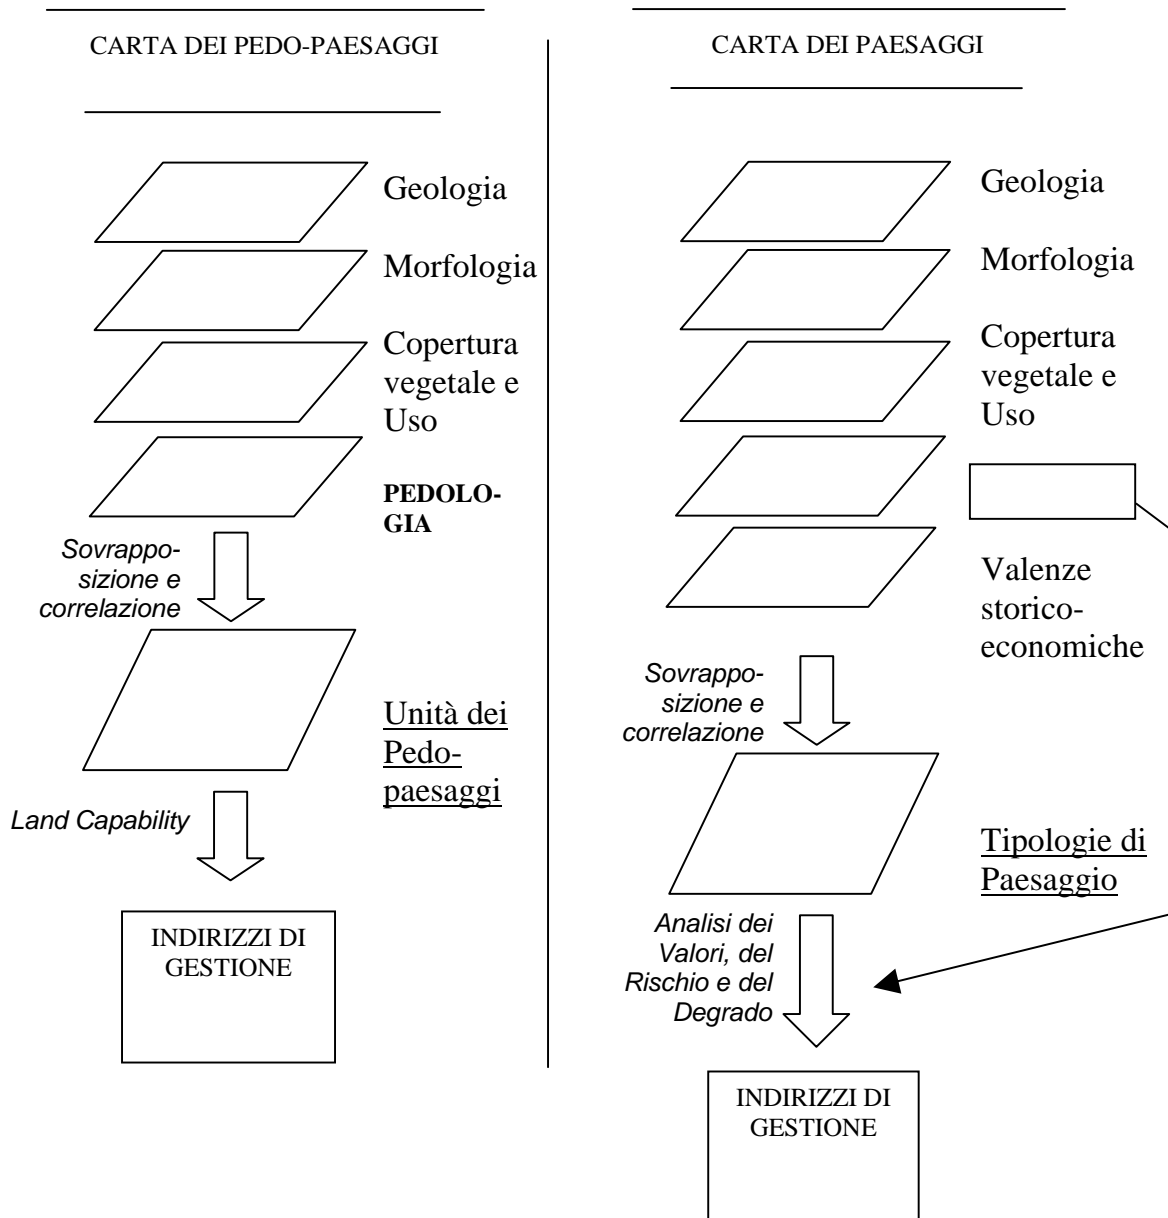 CARTA DEI PEDO-PAESAGGI
Geologia
Morfologia
Copertura
vegetale e
Uso
PEDOLO-
GIA
Sovrappo-
sizione e
correlazione
Unità dei
Pedo-
paesaggi
Land Capability
INDIRIZZI DI
GESTIONE
CARTA DEI PAESAGGI
Geologia
Morfologia
Copertura
vegetale e
Uso
Valenze
storico-
economiche
Sovrappo-
sizione e
correlazione
Tipologie di
Paesaggio
Analisi dei
Valori, del
Rischio e del
Degrado
INDIRIZZI DI
GESTIONE